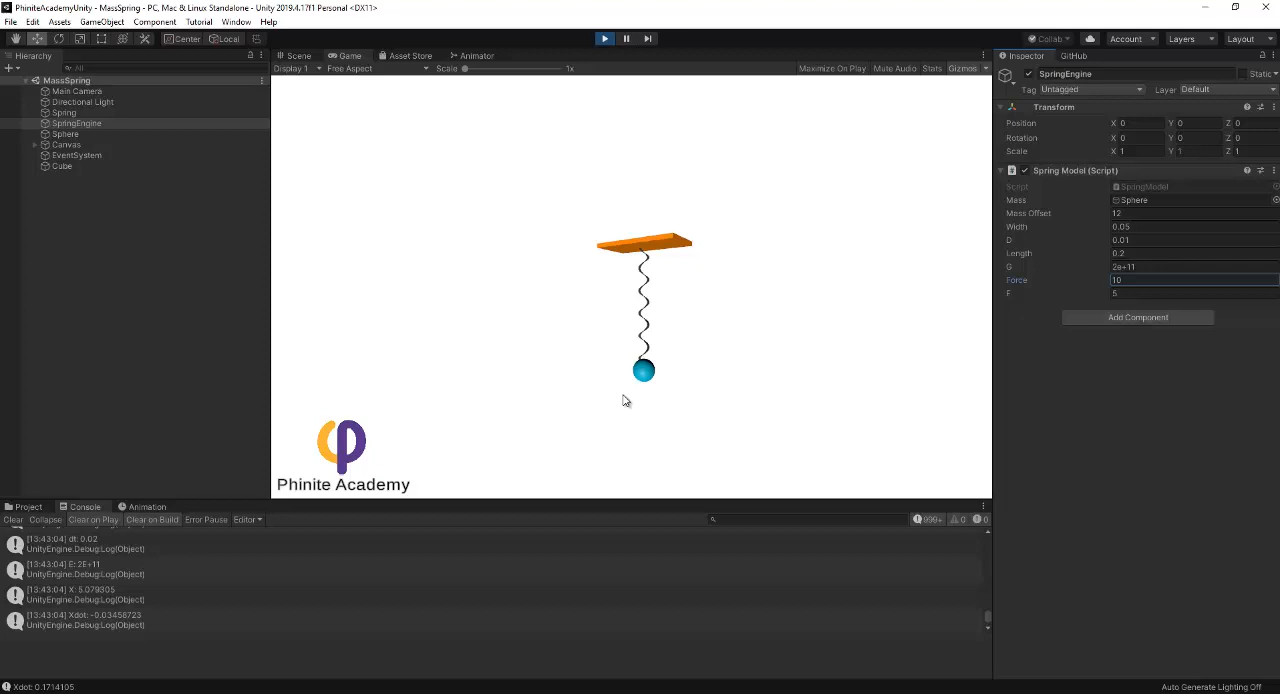 PhiniteAcademyUnity - MassSpring - PC, Mac & Linux Standalone - Unity 2019.4.17f1 Personal <DX11>
File Edit Assets GameObject Component Tutorial Window Help
Center Local Collab Account Layers Layout
Hierarchy
All
MassSpring
Main Camera
Directional Light
Spring
SpringEngine
Sphere
Canvas
EventSystem
Cube
Scene Game Asset Store Animator
Display 1 Free Aspect Scale 1x Maximize On Play Mute Audio Stats Gizmos
Phinite Academy
Inspector GitHub
SpringEngine Static
Tag Untagged Layer Default
Transform
Position X 0 Y 0 Z 0
Rotation X 0 Y 0 Z 0
Scale X 1 Y 1 Z 1
Spring Model (Script)
Script SpringModel
Mass Sphere
Mass Offset 12
Width 0.05
D 0.01
Length 0.2
G 2e+11
Force 10
F 5
Add Component
Project Console Animation
Clear Collapse Clear on Play Clear on Build Error Pause Editor 999+ 0 0
[13:43:04] dt: 0.02
UnityEngine.Debug:Log(Object)
[13:43:04] E: 2E+11
UnityEngine.Debug:Log(Object)
[13:43:04] X: 5.079305
UnityEngine.Debug:Log(Object)
[13:43:04] Xdot: -0.03458723
UnityEngine.Debug:Log(Object)
Xdot: 0.1714105
Auto Generate Lighting Off